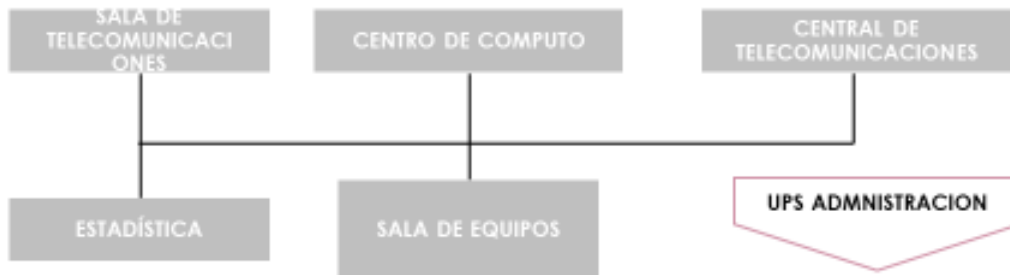 SALA DE
TELECOMUNICACI
ONES
CENTRO DE COMPUTO
CENTRAL DE
TELECOMUNICACIONES
ESTADÍSTICA
SALA DE EQUIPOS
UPS ADMNISTRACION